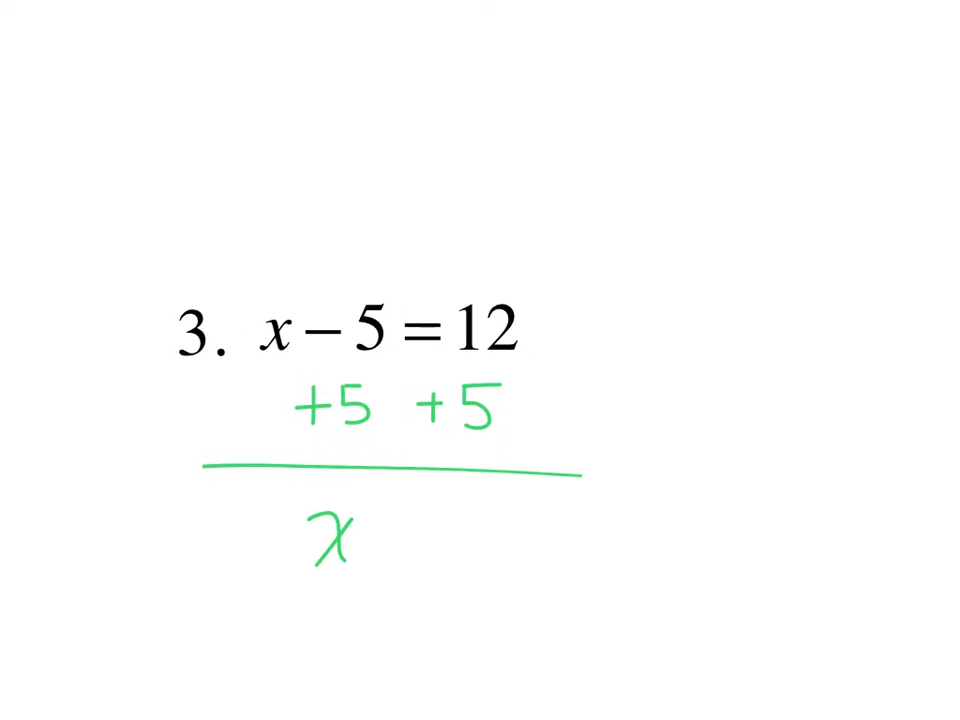 3. x − 5 = 12
+5 +5
x